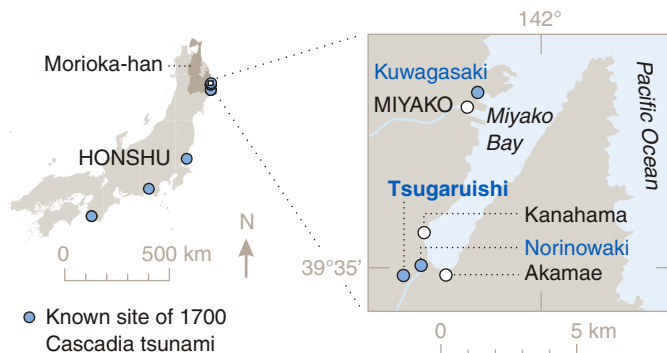 Morioka-han
HONSHU
N
0 500 km
Known site of 1700
Cascadia tsunami
142°
Kuwagasaki
MIYAKO
Miyako
Bay
Pacific Ocean
Tsugaruishi
Kanahama
Norinowaki
39°35'
Akamae
0 5 km